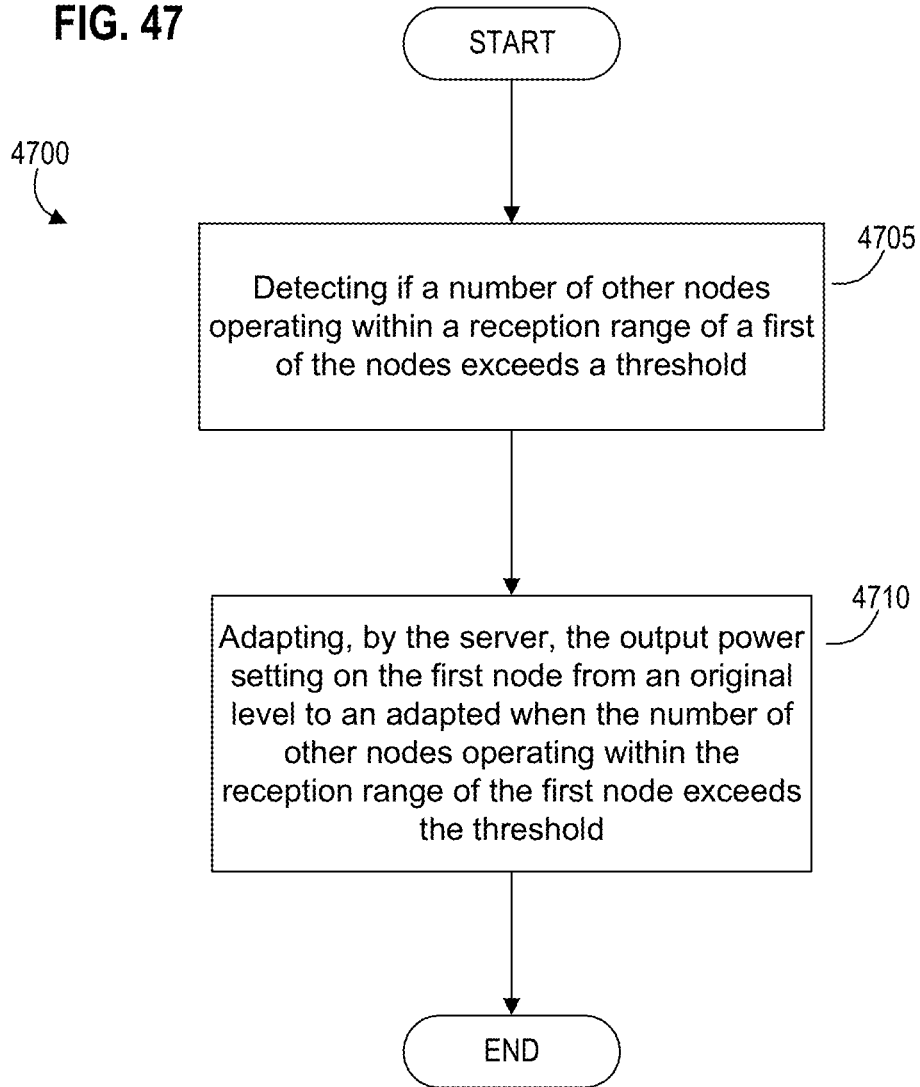 FIG. 47
START
4700
4705
Detecting if a number of other nodes
operating within a reception range of a first
of the nodes exceeds a threshold
4710
Adapting, by the server, the output power
setting on the first node from an original
level to an adapted when the number of
other nodes operating within the
reception range of the first node exceeds
the threshold
END